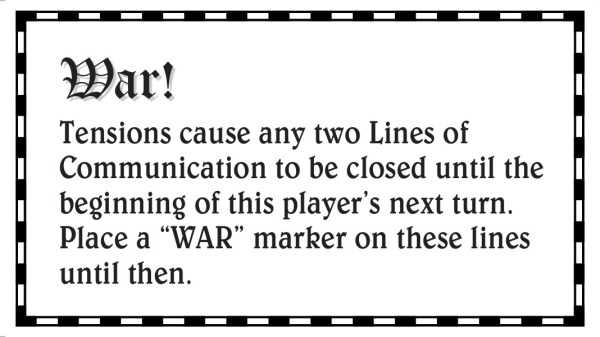 War!
Tensions cause any two Lines of
Communication to be closed until the
beginning of this player’s next turn.
Place a “WAR” marker on these lines
until then.